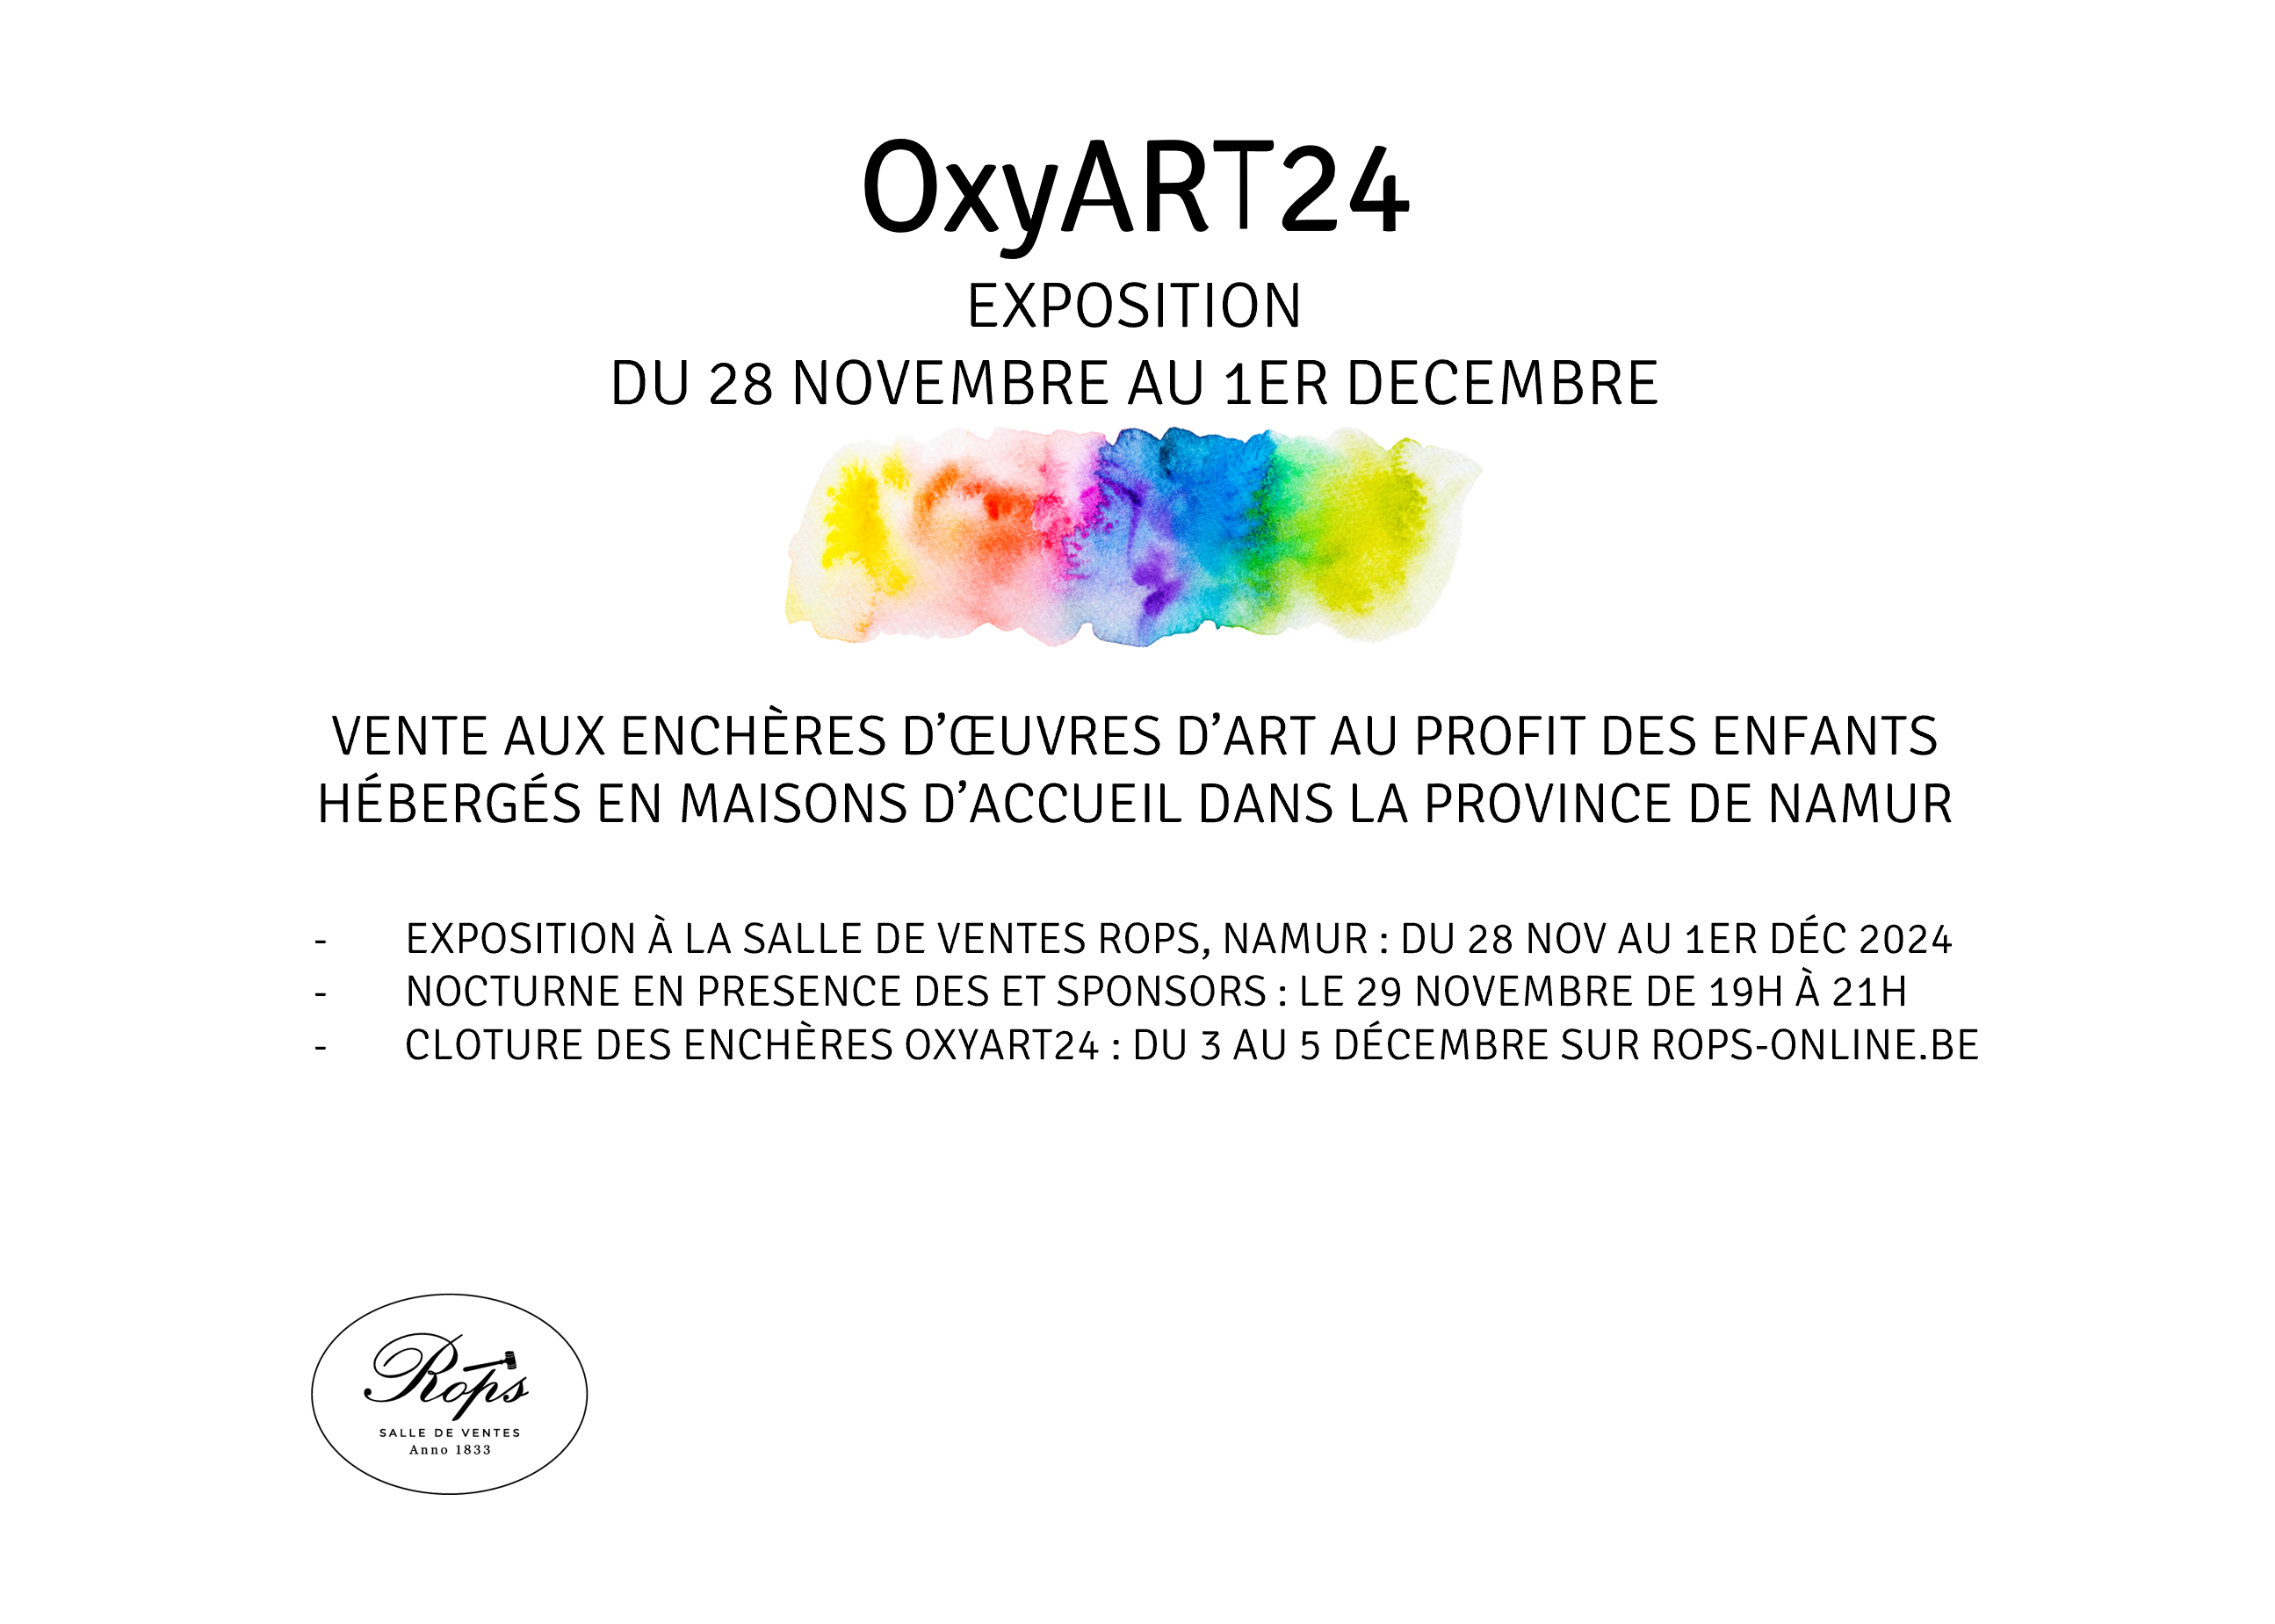 OxyART24
EXPOSITION
DU 28 NOVEMBRE AU 1ER DECEMBRE
VENTE AUX ENCHÈRES D’ŒUVRES D’ART AU PROFIT DES ENFANTS
HÉBERGÉS EN MAISONS D’ACCUEIL DANS LA PROVINCE DE NAMUR
- EXPOSITION À LA SALLE DE VENTES ROPS, NAMUR : DU 28 NOV AU 1ER DÉC 2024
- NOCTURNE EN PRESENCE DES ET SPONSORS : LE 29 NOVEMBRE DE 19H À 21H
- CLOTURE DES ENCHÈRES OXYART24 : DU 3 AU 5 DÉCEMBRE SUR ROPS-ONLINE.BE
Rops
SALLE DE VENTES
Anno 1833